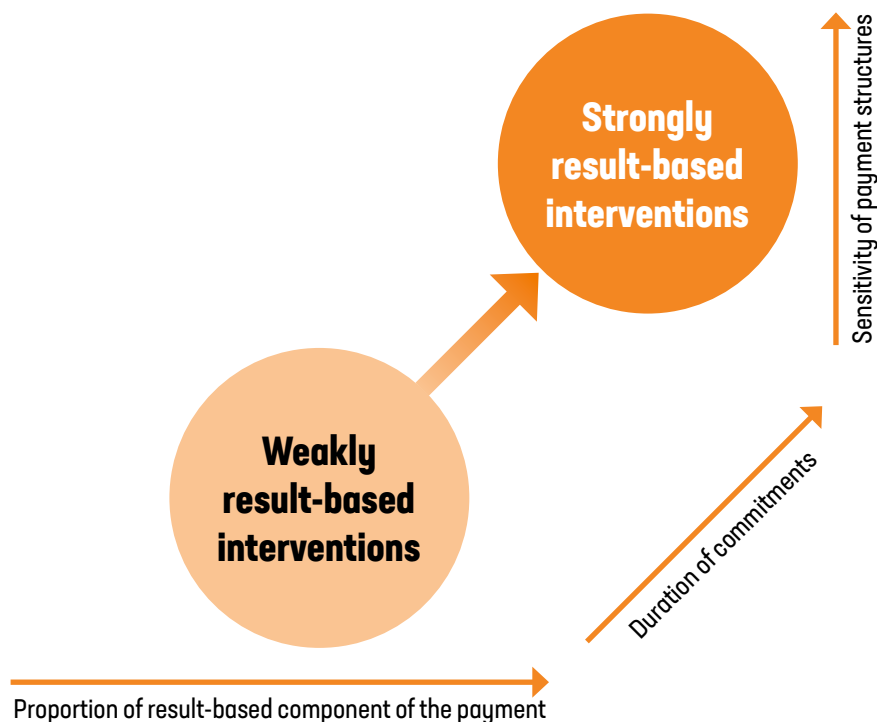 Strongly
result-based
interventions
Sensitivity of payment structures
Weakly
result-based
interventions
Duration of commitments
Proportion of result-based component of the payment